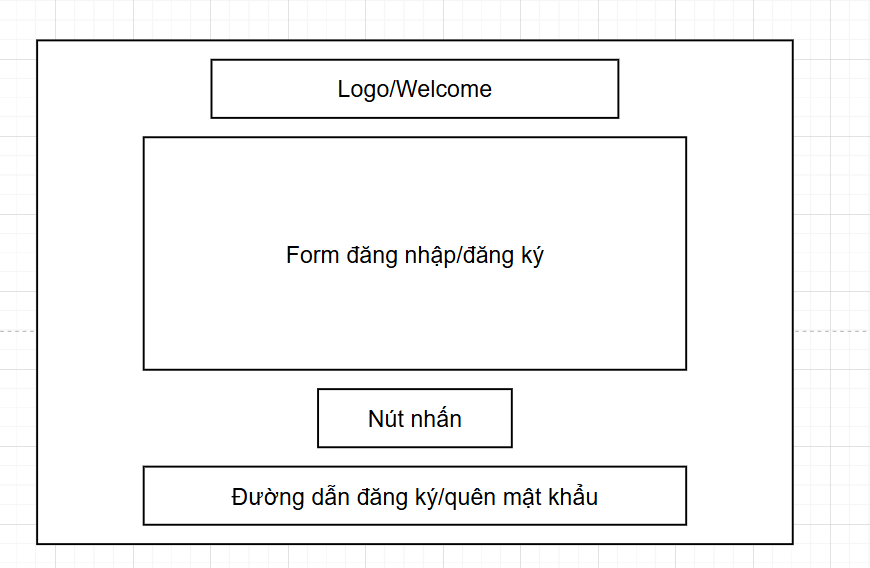 Logo/Welcome
Form đăng nhập/đăng ký
Nút nhấn
Đường dẫn đăng ký/quên mật khẩu